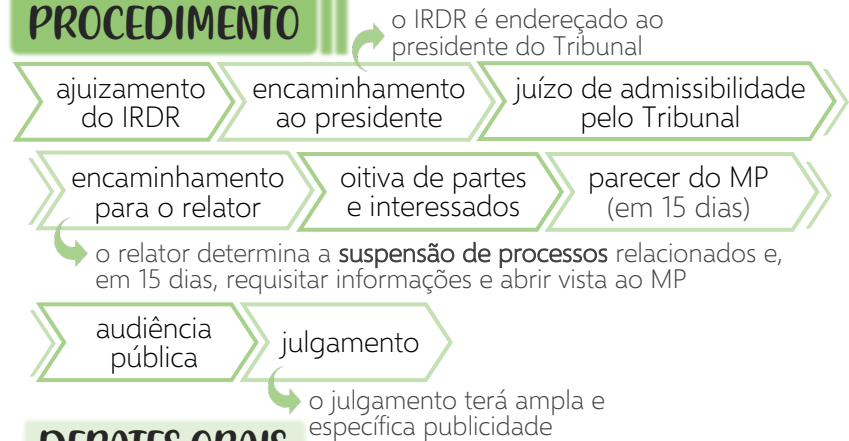 PROCEDIMENTO
o IRDR é endereçado ao
presidente do Tribunal
ajuizamento
do IRDR
encaminhamento
ao presidente
juízo de admissibilidade
pelo Tribunal
encaminhamento
para o relator
oitiva de partes
e interessados
parecer do MP
(em 15 dias)
o relator determina a suspensão de processos relacionados e,
em 15 dias, requisitar informações e abrir vista ao MP
audiência
pública
julgamento
o julgamento terá ampla e
específica publicidade
DEBATES ORAIS